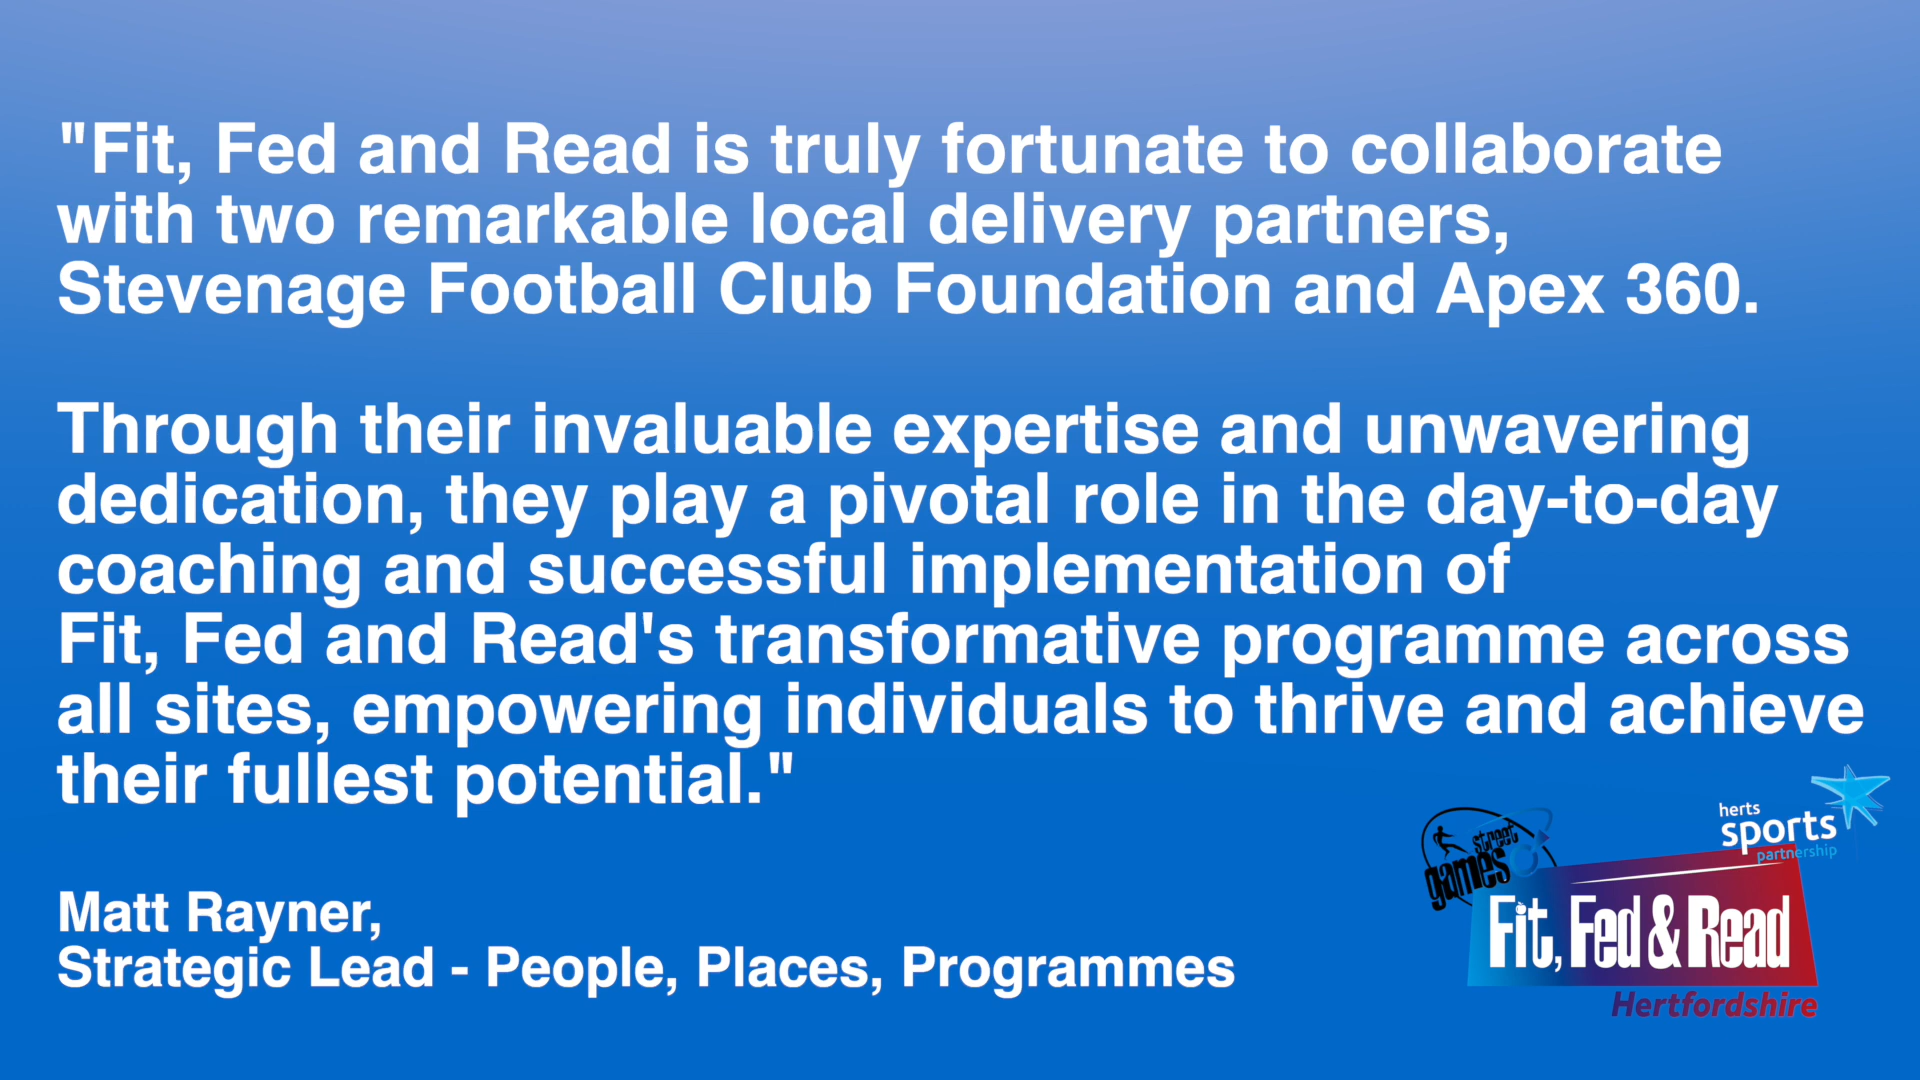 "Fit, Fed and Read is truly fortunate to collaborate
with two remarkable local delivery partners,
Stevenage Football Club Foundation and Apex 360.
Through their invaluable expertise and unwavering
dedication, they play a pivotal role in the day-to-day
coaching and successful implementation of
Fit, Fed and Read's transformative programme across
all sites, empowering individuals to thrive and achieve
their fullest potential."
Matt Rayner,
Strategic Lead - People, Places, Programmes
herts
sports
partnership
street
games
Fit, Fed & Read
Hertfordshire